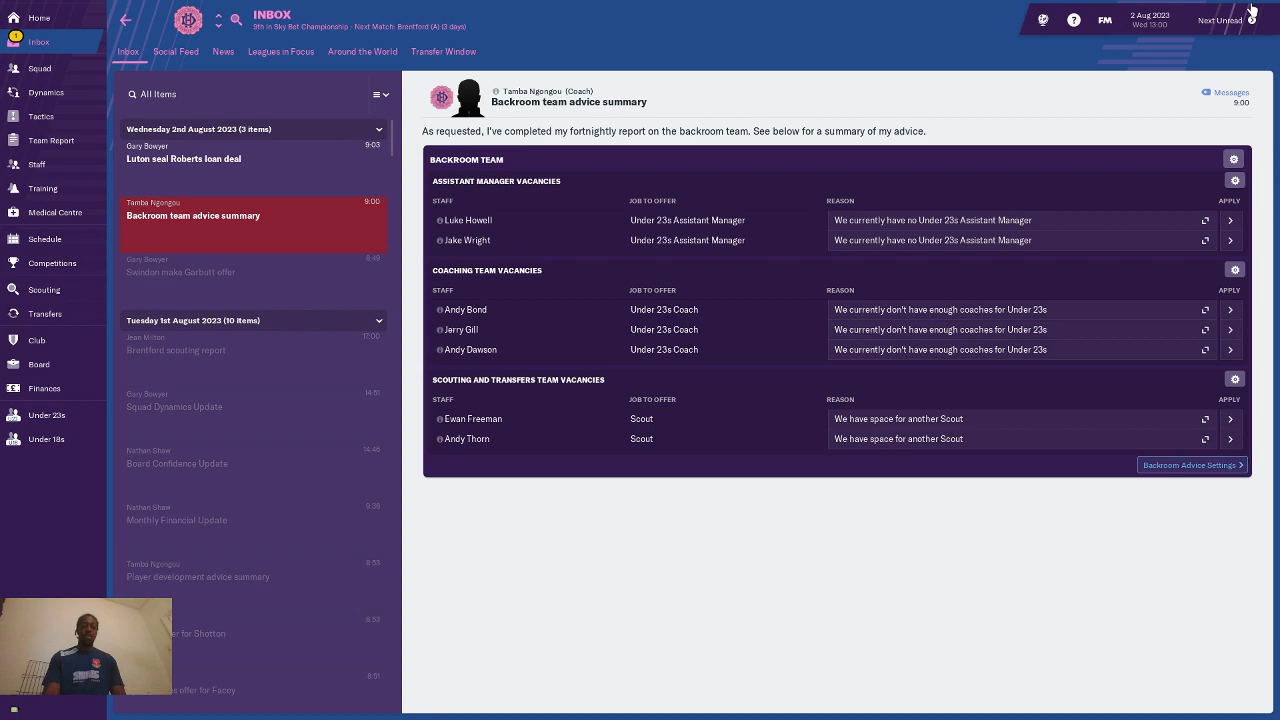 Home
1
Inbox
Squad
Dynamics
Tactics
Team Report
Staff
Training
Medical Centre
Schedule
Competitions
Scouting
Transfers
Club
Board
Finances
Under 23s
Under 18s
INBOX
9th in Sky Bet Championship - Next Match: Brentford (A) (3 days)
? FM 2 Aug 2023 Next Unread
Wed 13:00
Inbox Social Feed News Leagues in Focus Around the World Transfer Window
All Items
Wednesday 2nd August 2023 (3 items)
Gary Bowyer 9:03
Luton seal Roberts loan deal
Tamba Ngongou 9:00
Backroom team advice summary
Gary Bowyer 8:49
Swindon make Garbutt offer
Tuesday 1st August 2023 (10 items)
Jean Milton 17:00
Brentford scouting report
Gary Bowyer 14:51
Squad Dynamics Update
Nathan Shaw 14:46
Board Confidence Update
Nathan Shaw 9:36
Monthly Financial Update
Tamba Ngongou 8:53
Player development advice summary
8:53
er for Shotton
8:51
offer for Facey
Tamba Ngongou (Coach)
Backroom team advice summary
Messages
9:00
As requested, I've completed my fortnightly report on the backroom team. See below for a summary of my advice.
BACKROOM TEAM
ASSISTANT MANAGER VACANCIES
STAFF JOB TO OFFER REASON APPLY
Luke Howell Under 23s Assistant Manager We currently have no Under 23s Assistant Manager
Jake Wright Under 23s Assistant Manager We currently have no Under 23s Assistant Manager
COACHING TEAM VACANCIES
STAFF JOB TO OFFER REASON APPLY
Andy Bond Under 23s Coach We currently don't have enough coaches for Under 23s
Jerry Gill Under 23s Coach We currently don't have enough coaches for Under 23s
Andy Dawson Under 23s Coach We currently don't have enough coaches for Under 23s
SCOUTING AND TRANSFERS TEAM VACANCIES
STAFF JOB TO OFFER REASON APPLY
Ewan Freeman Scout We have space for another Scout
Andy Thorn Scout We have space for another Scout
Backroom Advice Settings